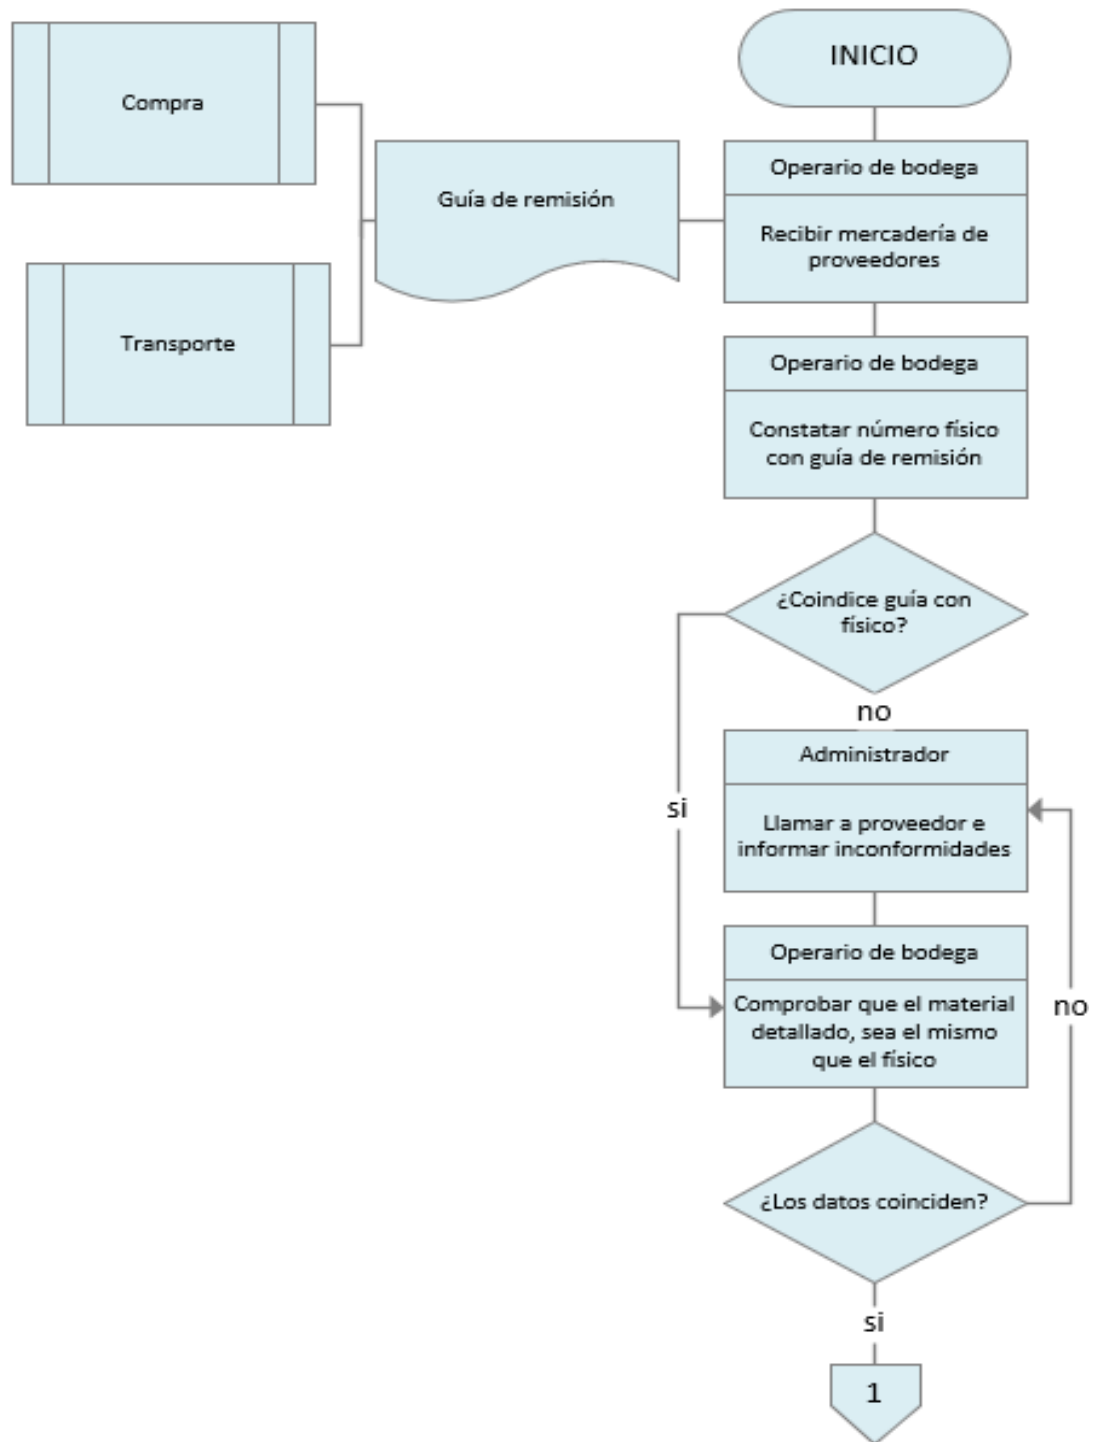 INICIO
Compra
Guía de remisión
Operario de bodega
Recibir mercadería de
proveedores
Transporte
Operario de bodega
Constatar número físico
con guía de remisión
¿Coindice guía con
físico?
no
si
Administrador
Llamar a proveedor e
informar inconformidades
Operario de bodega
Comprobar que el material
detallado, sea el mismo
que el físico
no
¿Los datos coinciden?
si
1